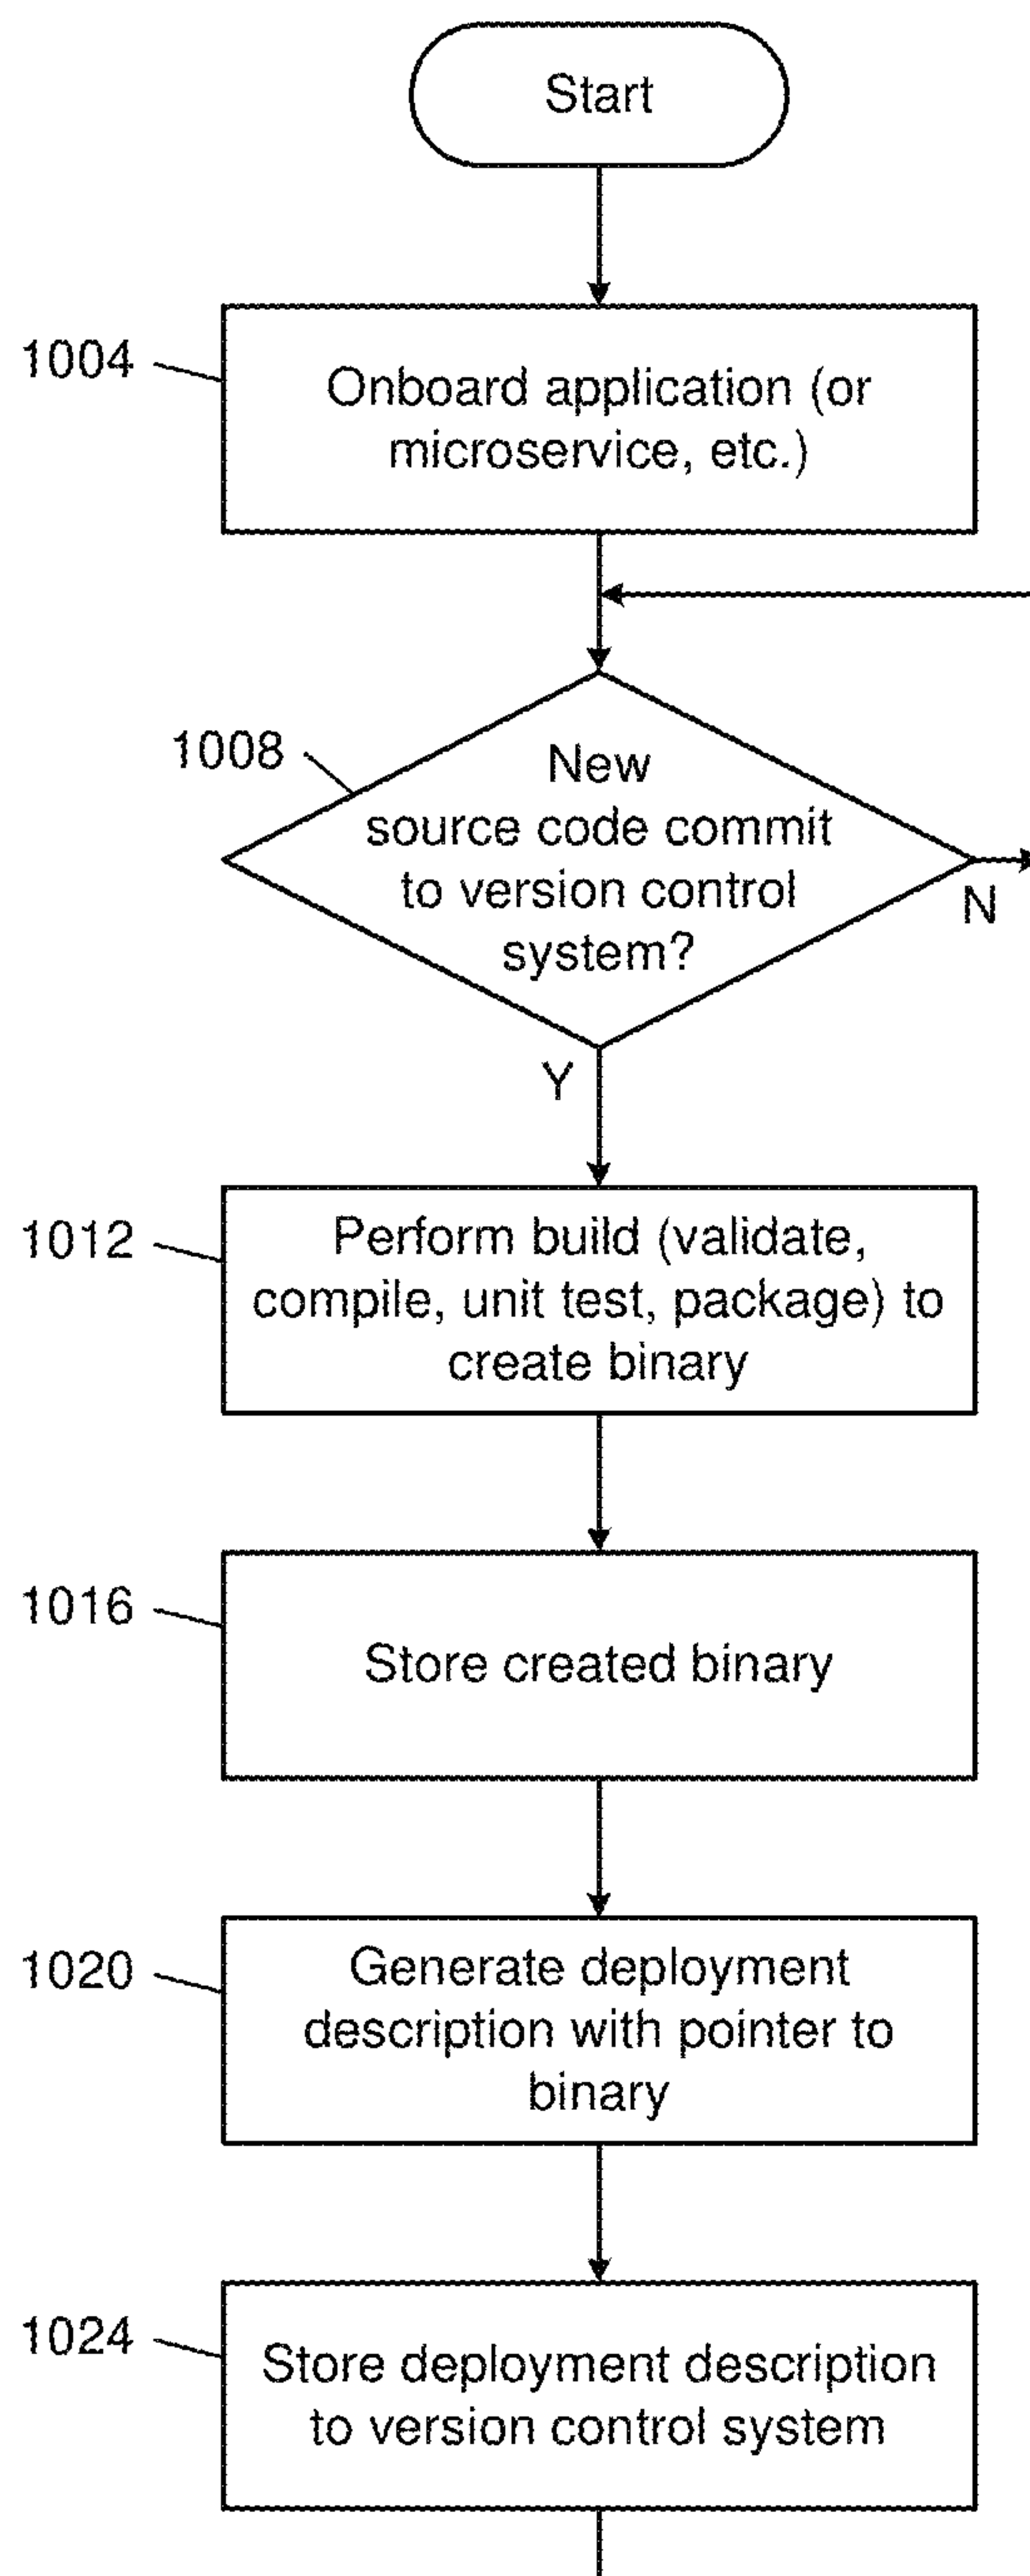 Start
1004
Onboard application (or
microservice, etc.)
1008
New
source code commit
to version control
system?
N
Y
1012
Perform build (validate,
compile, unit test, package) to
create binary
1016
Store created binary
1020
Generate deployment
description with pointer to
binary
1024
Store deployment description
to version control system